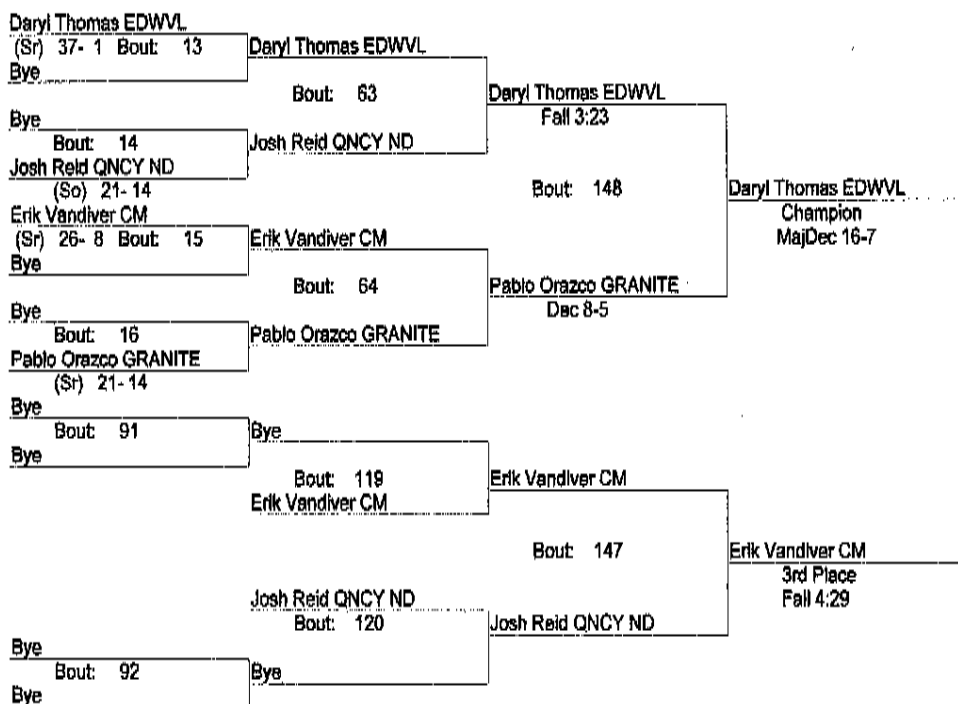 Daryl Thomas EDWVL
(Sr) 37- 1 Bout: 13
Bye
Daryl Thomas EDWVL
Bout: 63
Bye
Bout: 14
Josh Reid QNCY ND
(So) 21- 14
Josh Reid QNCY ND
Daryl Thomas EDWVL
Fall 3:23
Bout: 148
Erik Vandiver CM
(Sr) 26- 8 Bout: 15
Bye
Erik Vandiver CM
Bout: 64
Bye
Bout: 16
Pablo Orazco GRANITE
(Sr) 21- 14
Pablo Orazco GRANITE
Pablo Orazco GRANITE
Dec 8-5
Daryl Thomas EDWVL
Champion
MajDec 16-7
Bye
Bout: 91
Bye
Bye
Bout: 119
Erik Vandiver CM
Erik Vandiver CM
Bout: 147
Josh Reid QNCY ND
Bout: 120
Bye
Bout: 92
Bye
Bye
Josh Reid QNCY ND
Erik Vandiver CM
3rd Place
Fall 4:29